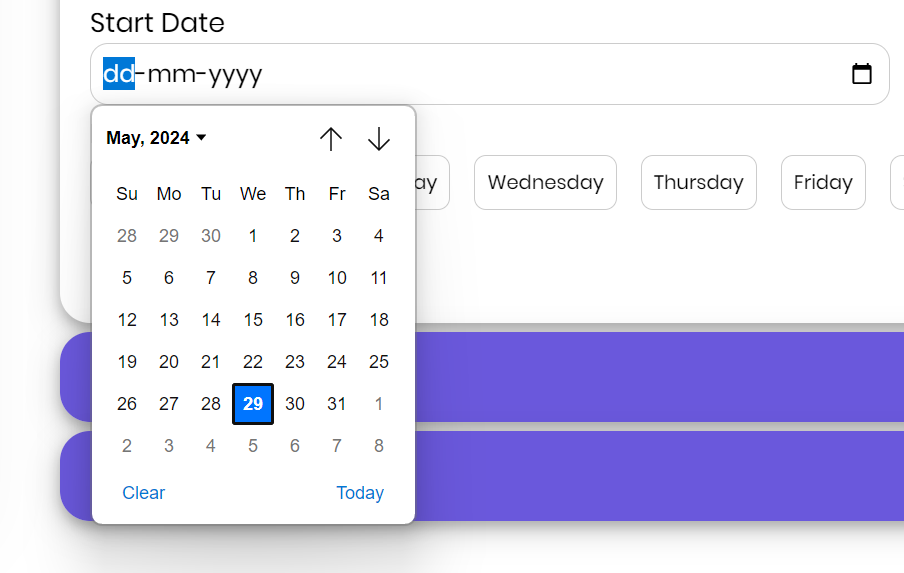 Start Date
dd-mm-yyyy
May, 2024
ay Wednesday Thursday Friday
Su Mo Tu We Th Fr Sa
28 29 30 1 2 3 4
5 6 7 8 9 10 11
12 13 14 15 16 17 18
19 20 21 22 23 24 25
26 27 28 29 30 31 1
2 3 4 5 6 7 8
Clear Today